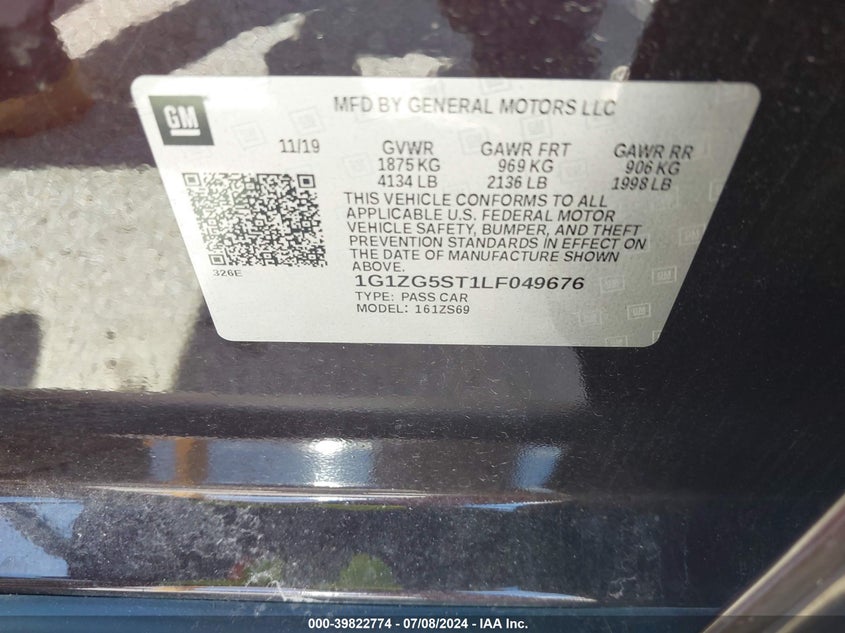 GM
MFD BY GENERAL MOTORS LLC
11/19 GVWR GAWR FRT GAWR RR
1875 KG 969 KG 906 KG
4134 LB 2136 LB 1998 LB
THIS VEHICLE CONFORMS TO ALL
APPLICABLE U.S. FEDERAL MOTOR
VEHICLE SAFETY, BUMPER, AND THEFT
PREVENTION STANDARDS IN EFFECT ON
THE DATE OF MANUFACTURE SHOWN
ABOVE.
326E
1G1ZG5ST1LF049676
TYPE: PASS CAR
MODEL: 161ZS69
000-39822774 / 07/08/2024 - IAA Inc.